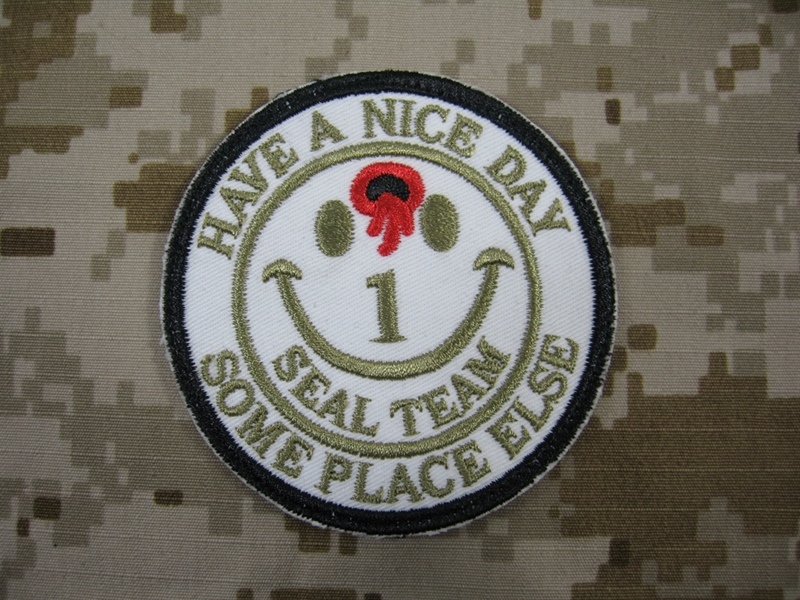 HAVE A NICE DAY
1
SEAL TEAM
SOME PLACE ELSE